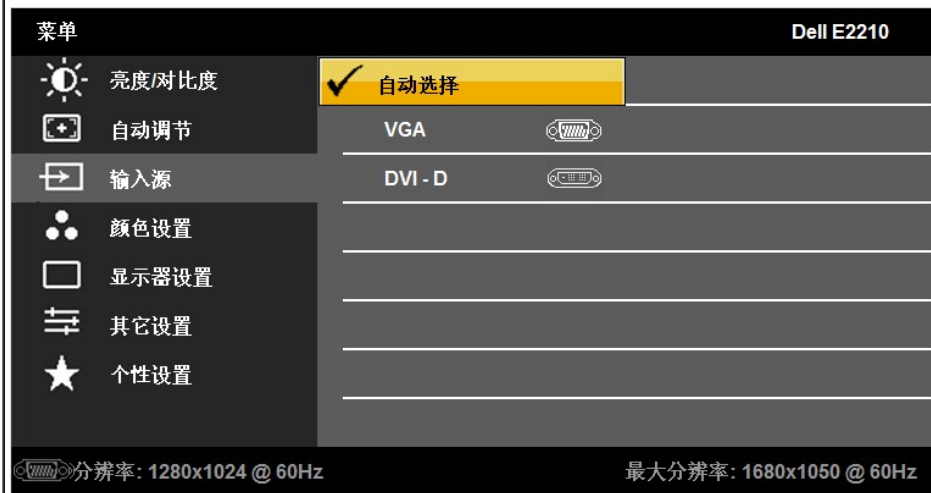 菜单 Dell E2210
亮度/对比度 自动选择
自动调节 VGA
输入源 DVI - D
颜色设置
显示器设置
其它设置
个性设置
分辨率: 1280x1024 @ 60Hz 最大分辨率: 1680x1050 @ 60Hz